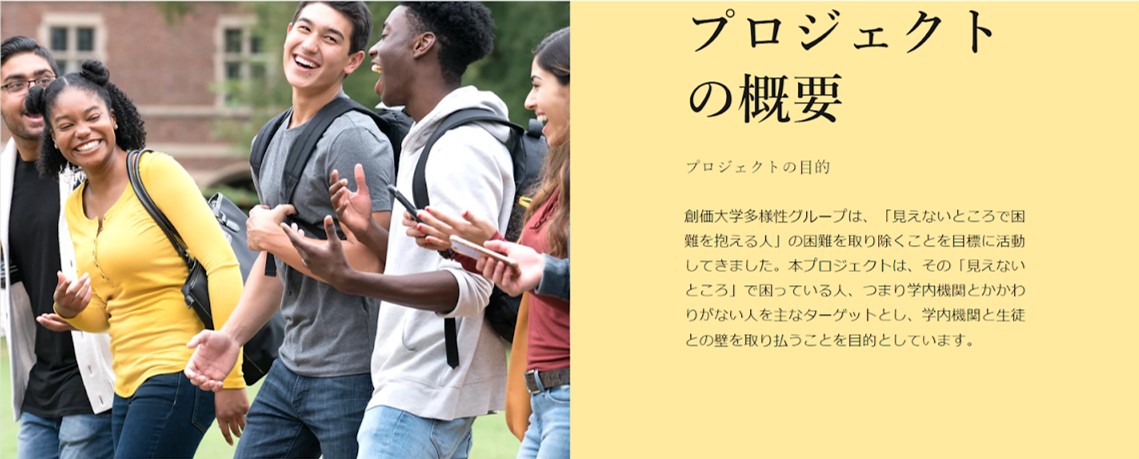 プロジェクト
の概要
プロジェクトの目的
創価大学多様性グループは、「見えないところで困
難を抱える人」の困難を取り除くことを目標に活動
してきました。本プロジェクトは、その「見えない
ところ」で困っている人、つまり学内機関とかかわ
りがない人を主なターゲットとし、学内機関と生徒
との壁を取り払うことを目的としています。